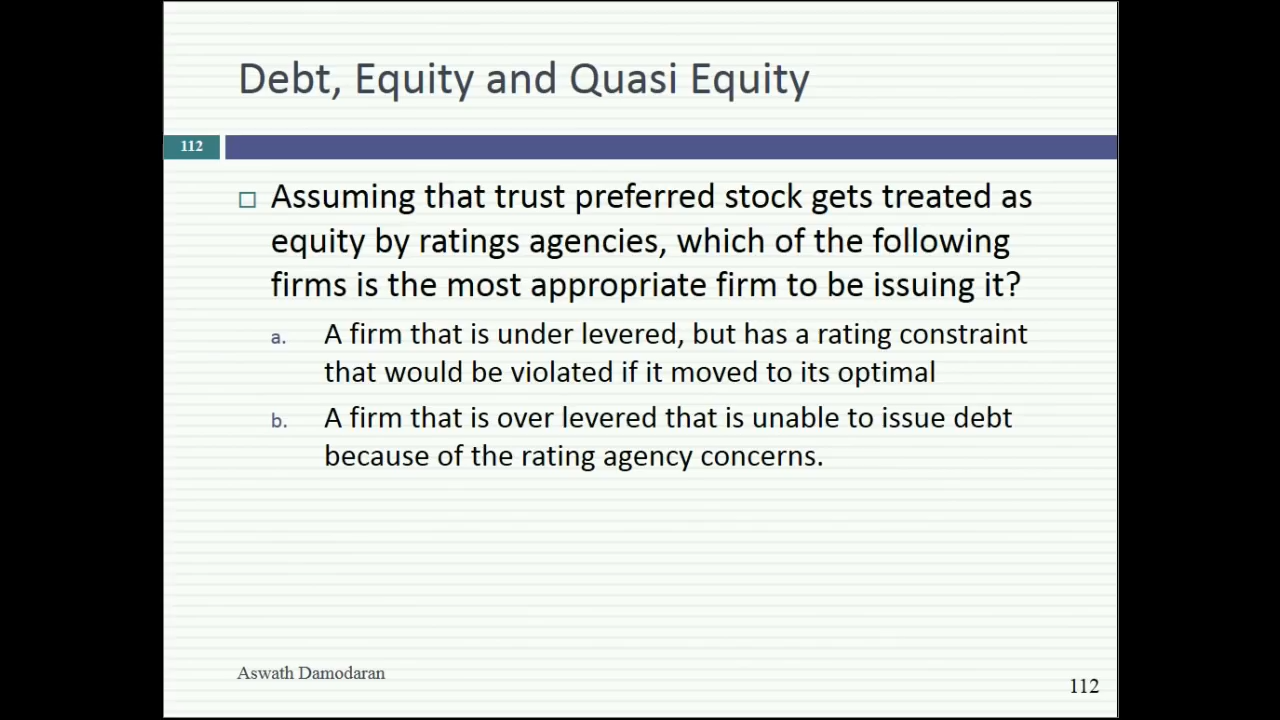 Debt, Equity and Quasi Equity
112
Assuming that trust preferred stock gets treated as
equity by ratings agencies, which of the following
firms is the most appropriate firm to be issuing it?
a. A firm that is under levered, but has a rating constraint
that would be violated if it moved to its optimal
b. A firm that is over levered that is unable to issue debt
because of the rating agency concerns.
Aswath Damodaran
112